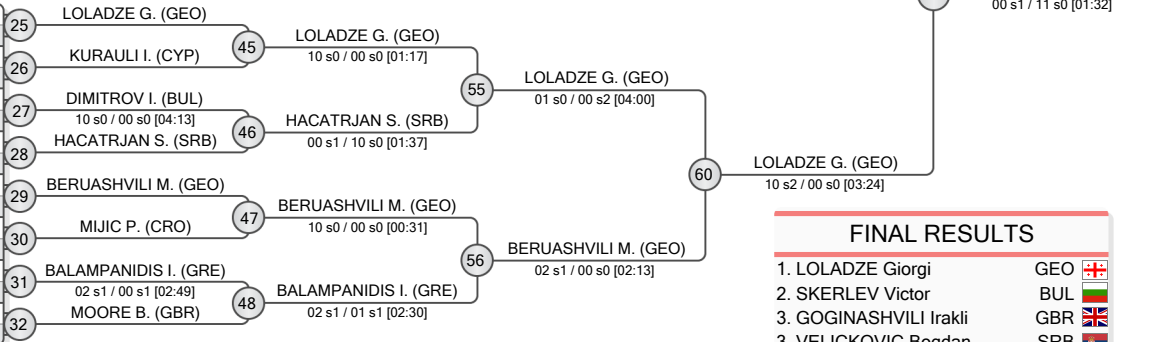 00 s1 / 11 s0 [01:32]
25
LOLADZE G. (GEO)
26
KURAULI I. (CYP)
45
LOLADZE G. (GEO)
10 s0 / 00 s0 [01:17]
27
DIMITROV I. (BUL)
10 s0 / 00 s0 [04:13]
28
HACATRJAN S. (SRB)
46
HACATRJAN S. (SRB)
00 s1 / 10 s0 [01:37]
55
LOLADZE G. (GEO)
01 s0 / 00 s2 [04:00]
29
BERUASHVILI M. (GEO)
30
MIJIC P. (CRO)
47
BERUASHVILI M. (GEO)
10 s0 / 00 s0 [00:31]
31
BALAMPANIDIS I. (GRE)
02 s1 / 00 s1 [02:49]
32
MOORE B. (GBR)
48
BALAMPANIDIS I. (GRE)
02 s1 / 01 s1 [02:30]
56
BERUASHVILI M. (GEO)
02 s1 / 00 s0 [02:13]
60
LOLADZE G. (GEO)
10 s2 / 00 s0 [03:24]
FINAL RESULTS
1. LOLADZE Giorgi GEO
2. SKERLEV Victor BUL
3. GOGINASHVILI Irakli GBR
3. VELICKOVIC Bogdan SRB